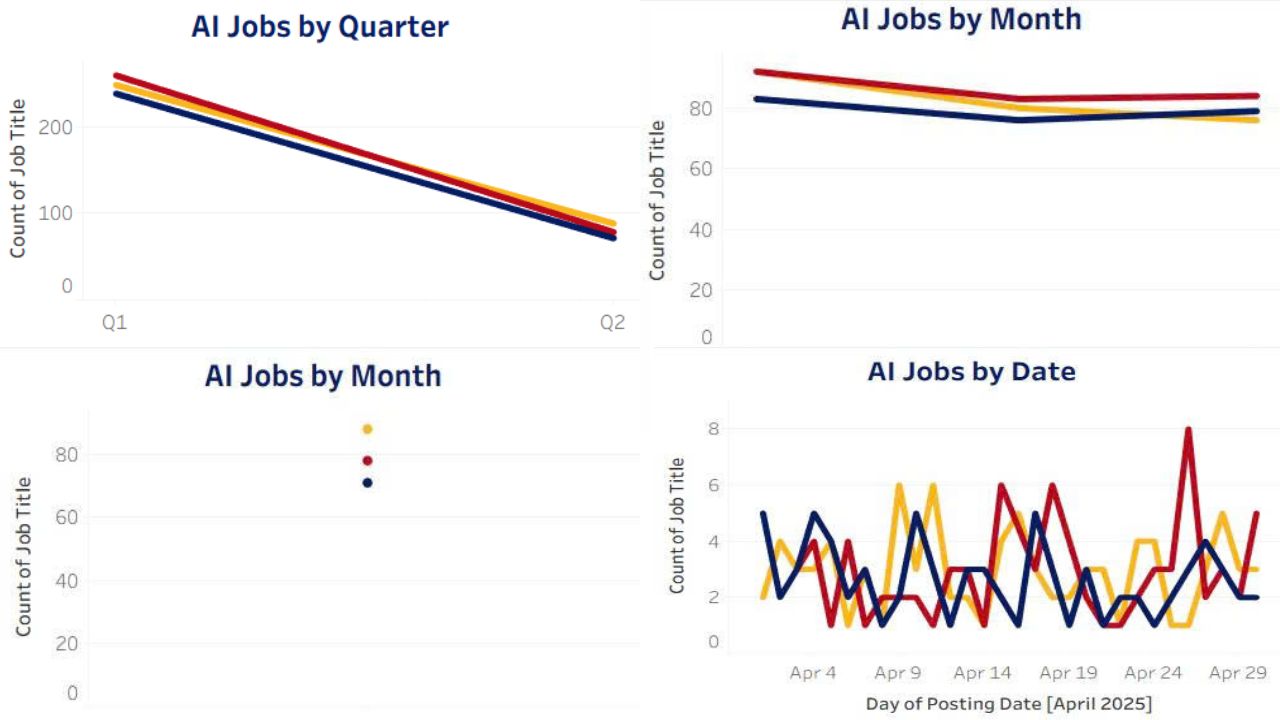 AI Jobs by Quarter
Count of Job Title
200
100
0
Q1
Q2
AI Jobs by Month
Count of Job Title
80
60
40
20
0
AI Jobs by Month
Count of Job Title
80
60
40
20
0
AI Jobs by Date
Count of Job Title
8
6
4
2
0
Apr 4
Apr 9
Apr 14
Apr 19
Apr 24
Apr 29
Day of Posting Date [April 2025]